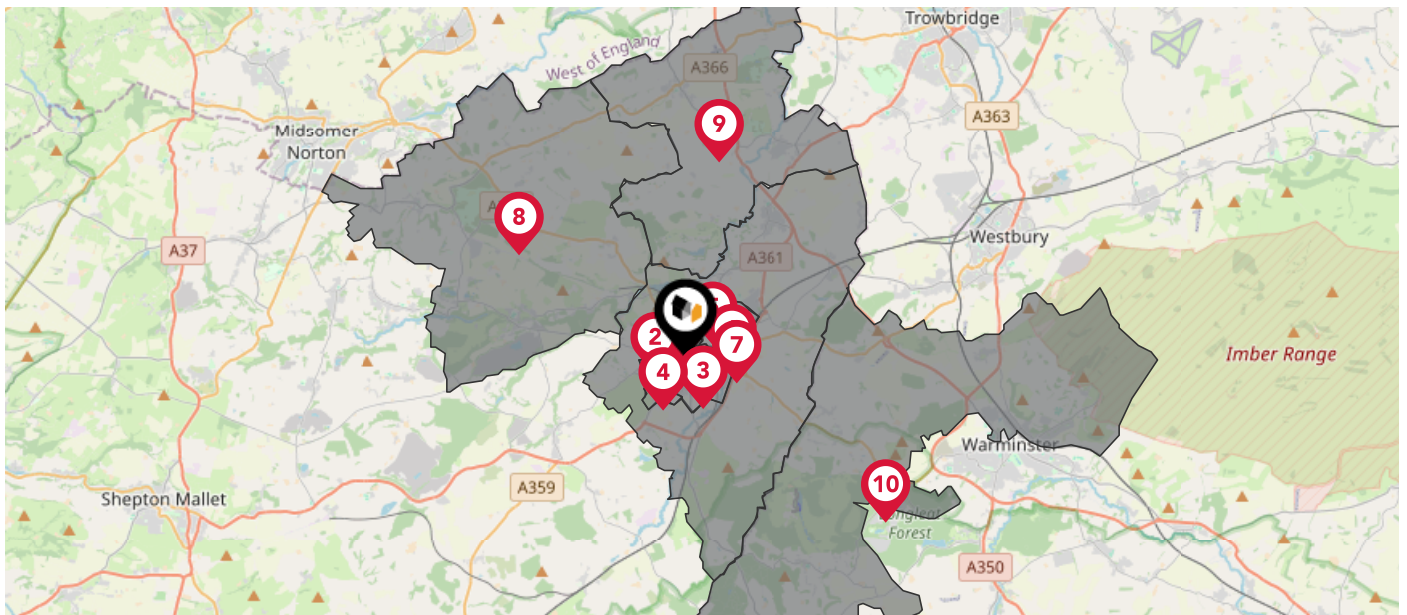 Trowbridge
West of England
A366
A363
9
Midsomer
Norton
8
A37
Westbury
A361
2
7
4
3
Imber Range
Warminster
A359
10
Shepton Mallet
Forest
A350